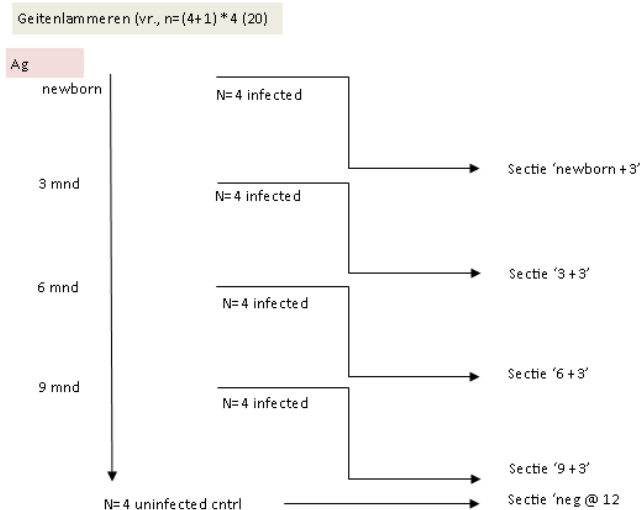 Geitenlammeren (vr., n=(4+1)*4 (20)
Ag
newborn
N=4 infected
Sectie ‘newborn+3’
3 mnd
N=4 infected
Sectie ‘3+3’
6 mnd
N=4 infected
Sectie ‘6+3’
9 mnd
N=4 infected
Sectie ‘9+3’
N=4 uninfected cntrl
Sectie ‘neg @ 12